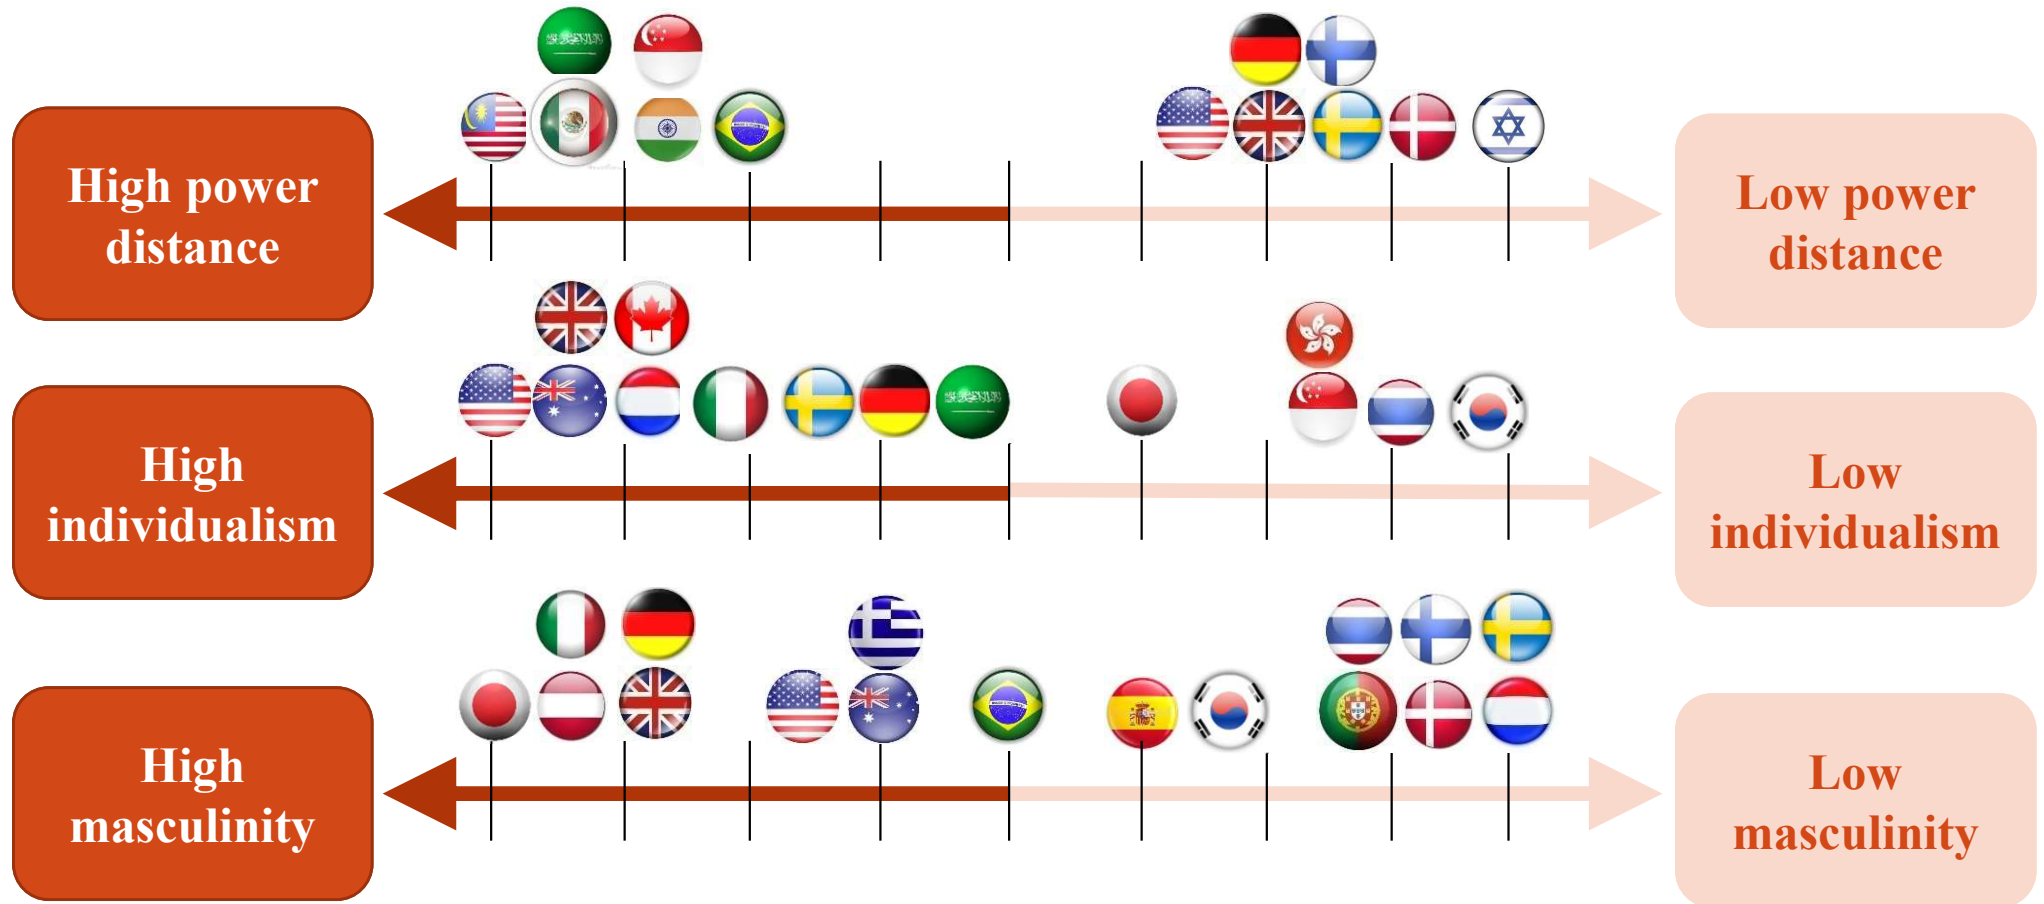 High power
distance
Low power
distance
High
individualism
Low
individualism
High
masculinity
Low
masculinity